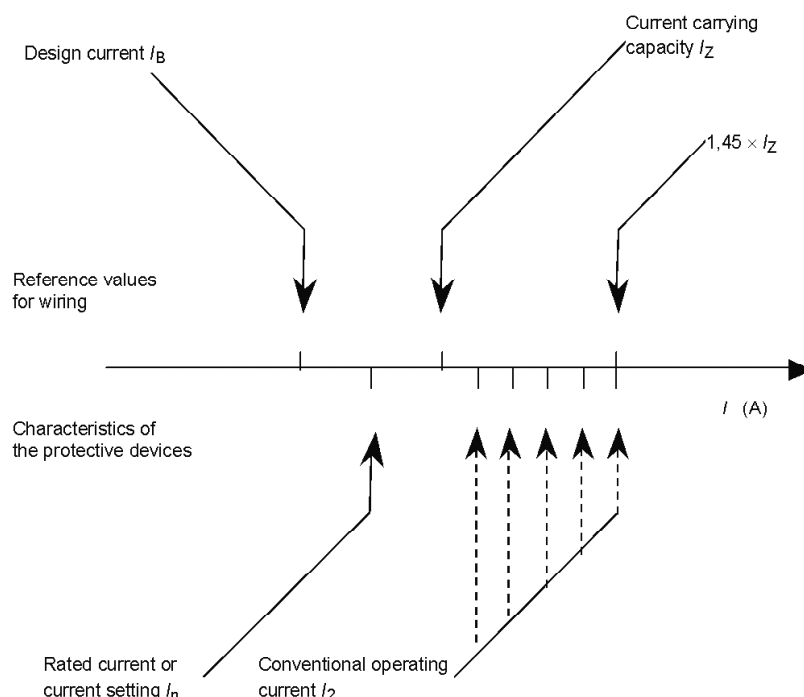 Design current IB
Current carrying
capacity IZ
1,45 × IZ
Reference values
for wiring
I (A)
Characteristics of
the protective devices
Rated current or
current setting In
Conventional operating
current I2